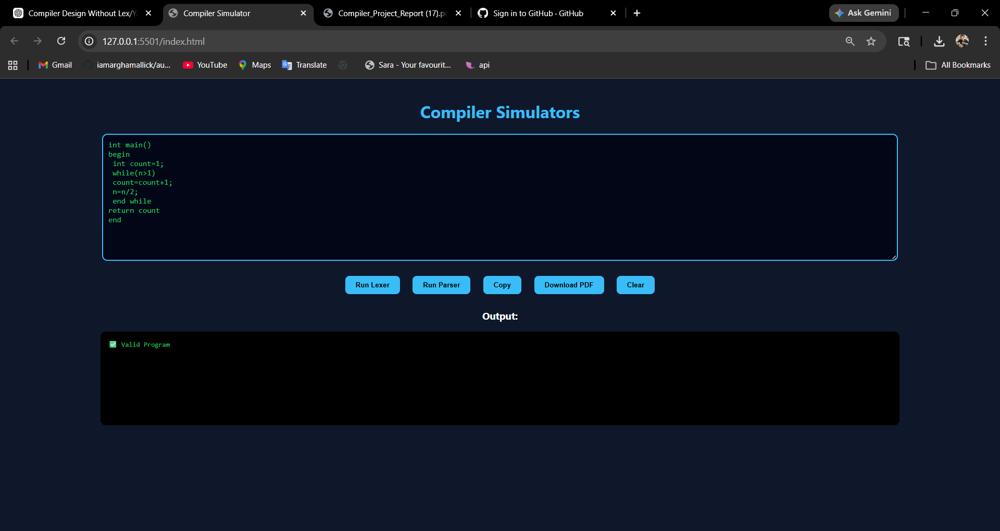 Compiler Design Without Lex/Y
Compiler Simulator
Compiler_Project_Report (17).p
Sign in to GitHub · GitHub
Ask Gemini
127.0.0.1:5501/index.html
Gmail
iamarghamallick/au...
YouTube
Maps
Translate
Sara - Your favourit...
api
All Bookmarks
Compiler Simulators
int main()
begin
 int count=1;
 while(n>1)
 count=count+1;
 n=n/2;
 end while
return count
end
Run Lexer
Run Parser
Copy
Download PDF
Clear
Output:
✅ Valid Program